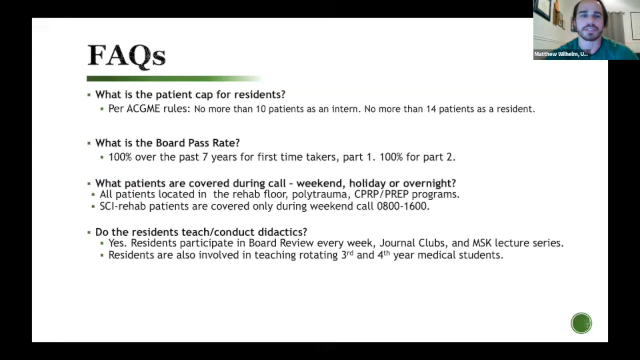 Matthew Wilhelm, U...
FAQs
▪ What is the patient cap for residents?
▪ Per ACGME rules: No more than 10 patients as an intern. No more than 14 patients as a resident.
▪ What is the Board Pass Rate?
▪ 100% over the past 7 years for first time takers, part 1. 100% for part 2.
▪ What patients are covered during call – weekend, holiday or overnight?
▪ All patients located in the rehab floor, polytrauma, CPRP/PREP programs.
▪ SCI-rehab patients are covered only during weekend call 0800-1600.
▪ Do the residents teach/conduct didactics?
▪ Yes. Residents participate in Board Review every week, Journal Clubs, and MSK lecture series.
▪ Residents are also involved in teaching rotating 3rd and 4th year medical students.